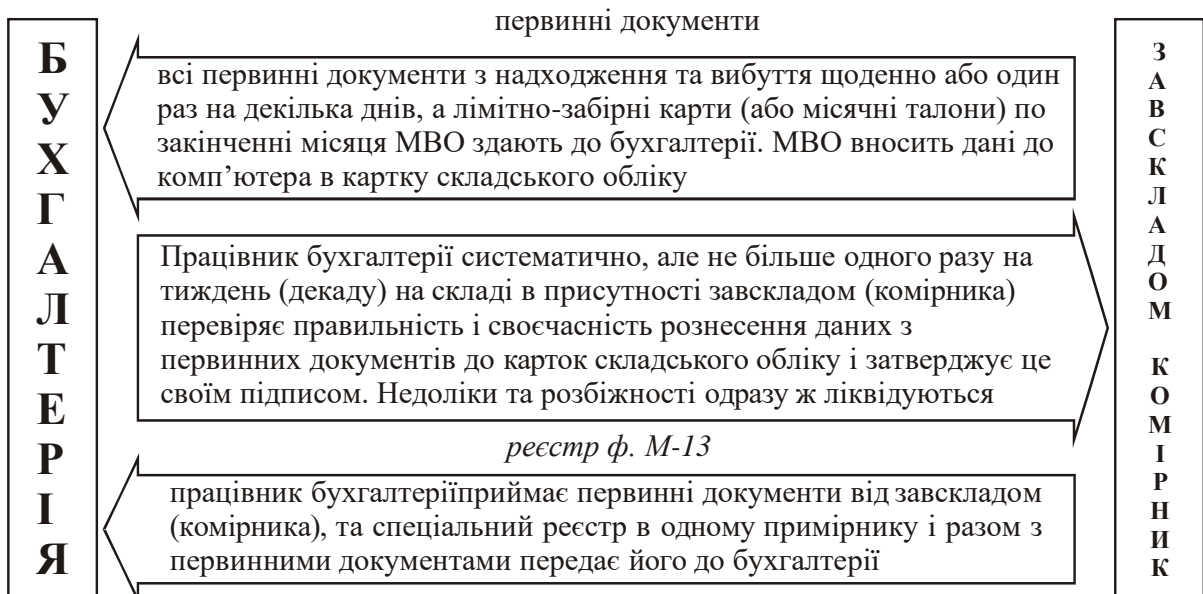 первинні документи
БУХГАЛТЕРІЯ
всі первинні документи з надходження та вибуття щоденно або один
раз на декілька днів, а лімітно-забірні карти (або місячні талони) по
закінченні місяця МВО здають до бухгалтерії. МВО вносить дані до
комп’ютера в картку складського обліку
Працівник бухгалтерії систематично, але не більше одного разу на
тиждень (декаду) на складі в присутності завскладом (комірника)
перевіряє правильність і своєчасність рознесення даних з
первинних документів до карток складського обліку і затверджує це
своїм підписом. Недоліки та розбіжності одразу ж ліквідуються
реєстр ф. М-13
працівник бухгалтеріїприймає первинні документи від завскладом
(комірника), та спеціальний реєстр в одному примірнику і разом з
первинними документами передає його до бухгалтерії
ЗАВСКЛАДОМ КОМІРНИК